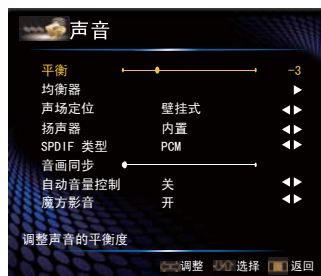 声音
平衡 -3
均衡器
声场定位 壁挂式
扬声器 内置
SPDIF 类型 PCM
音画同步
自动音量控制 关
魔方影音 开
调整声音的平衡度
调整 选择 返回